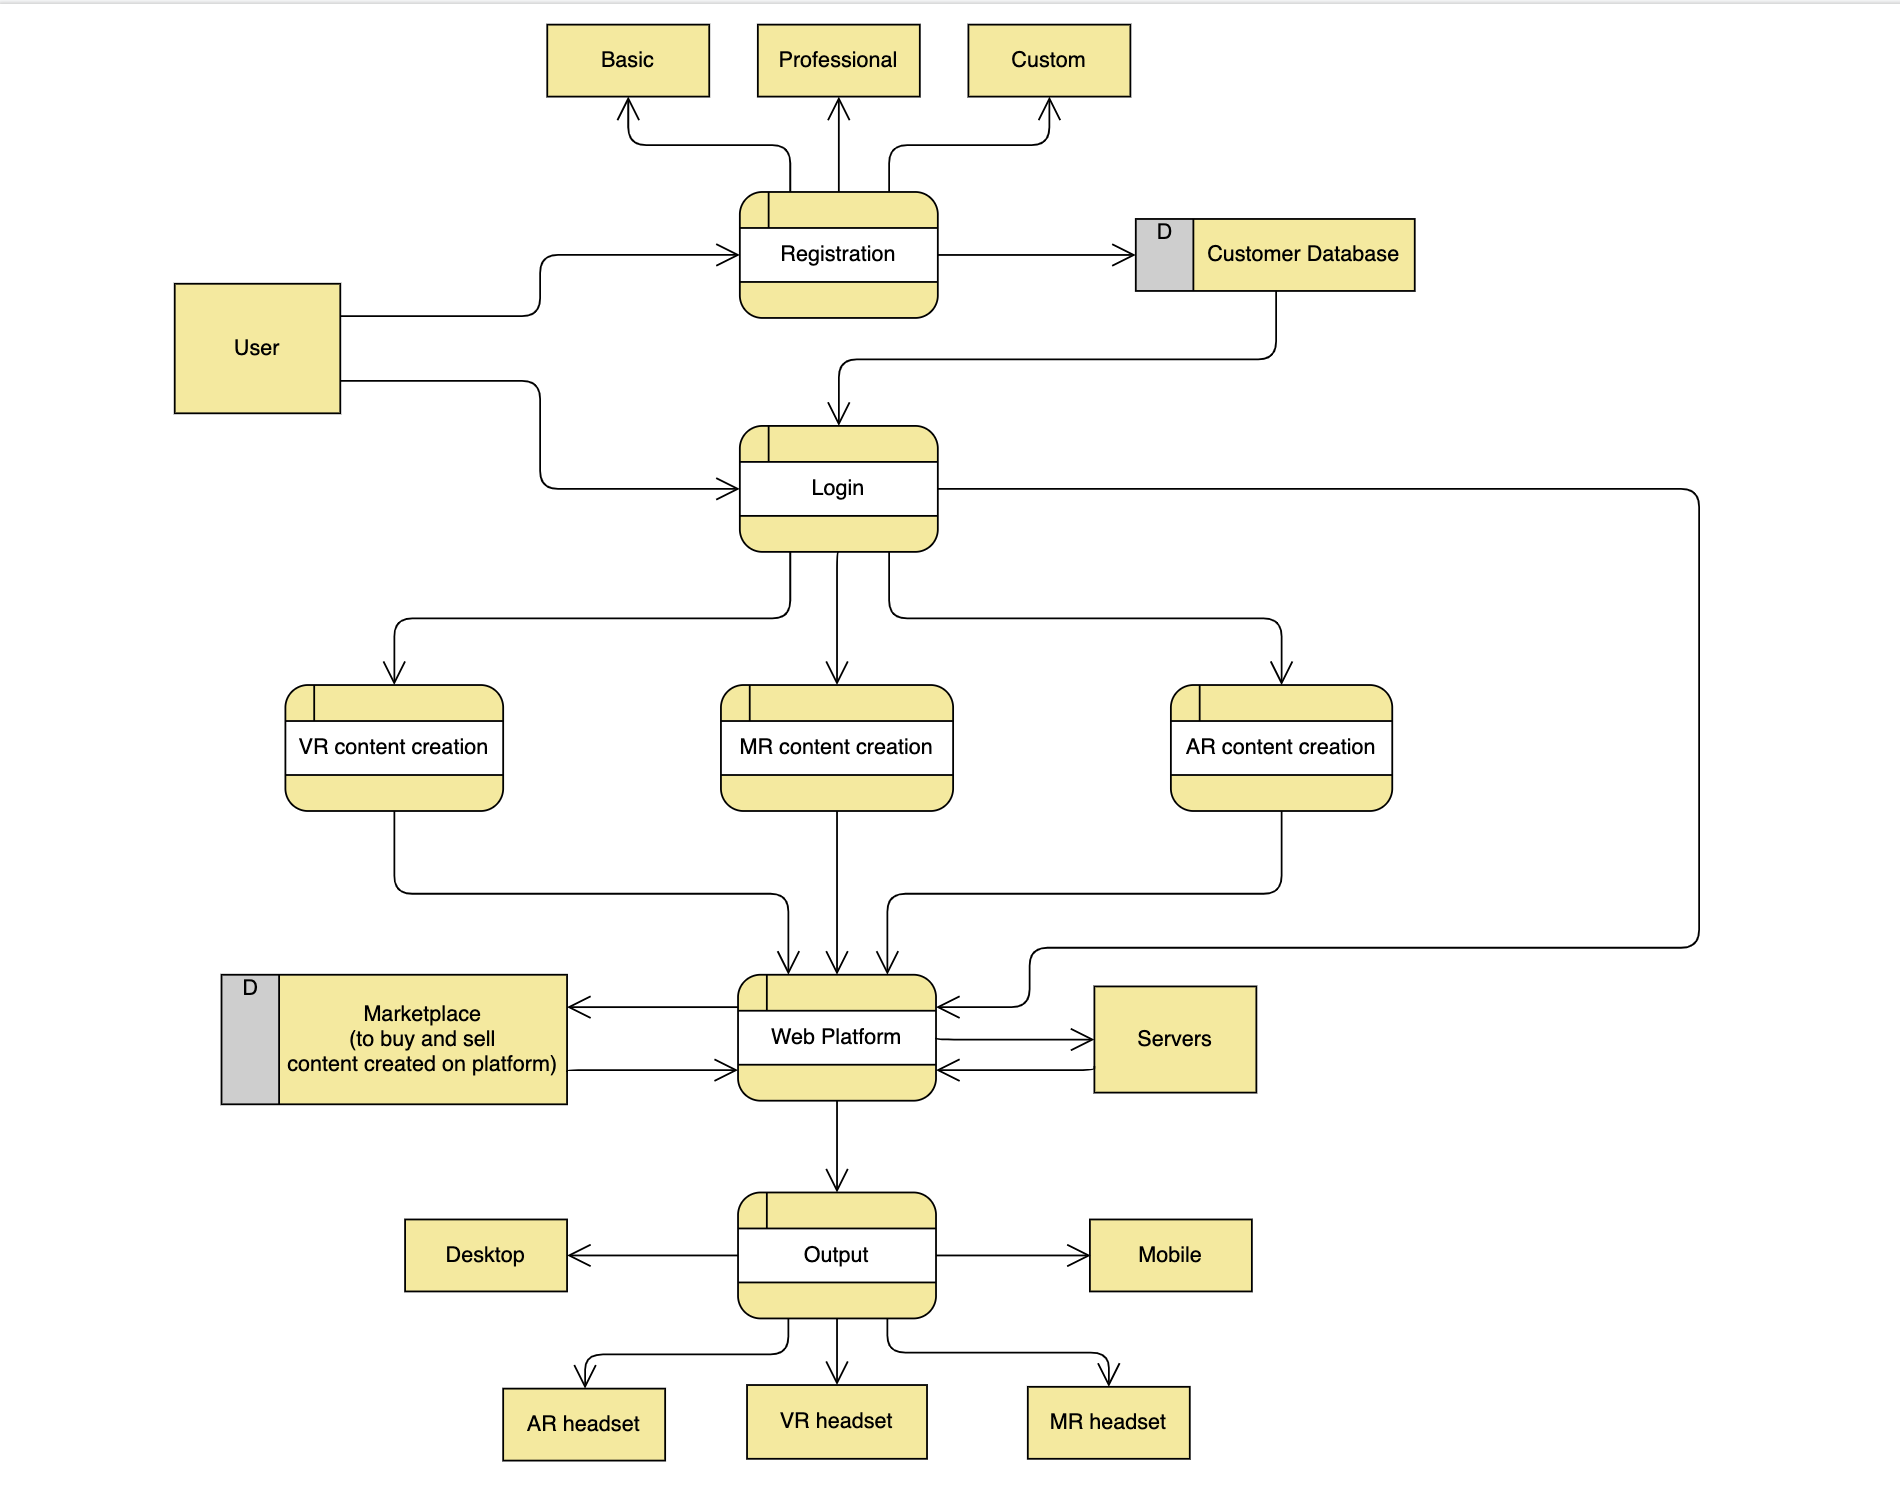 Basic
Professional
Custom
Registration
D
Customer Database
User
Login
VR content creation
MR content creation
AR content creation
D
Marketplace
(to buy and sell
content created on platform)
Web Platform
Servers
Desktop
Output
Mobile
AR headset
VR headset
MR headset